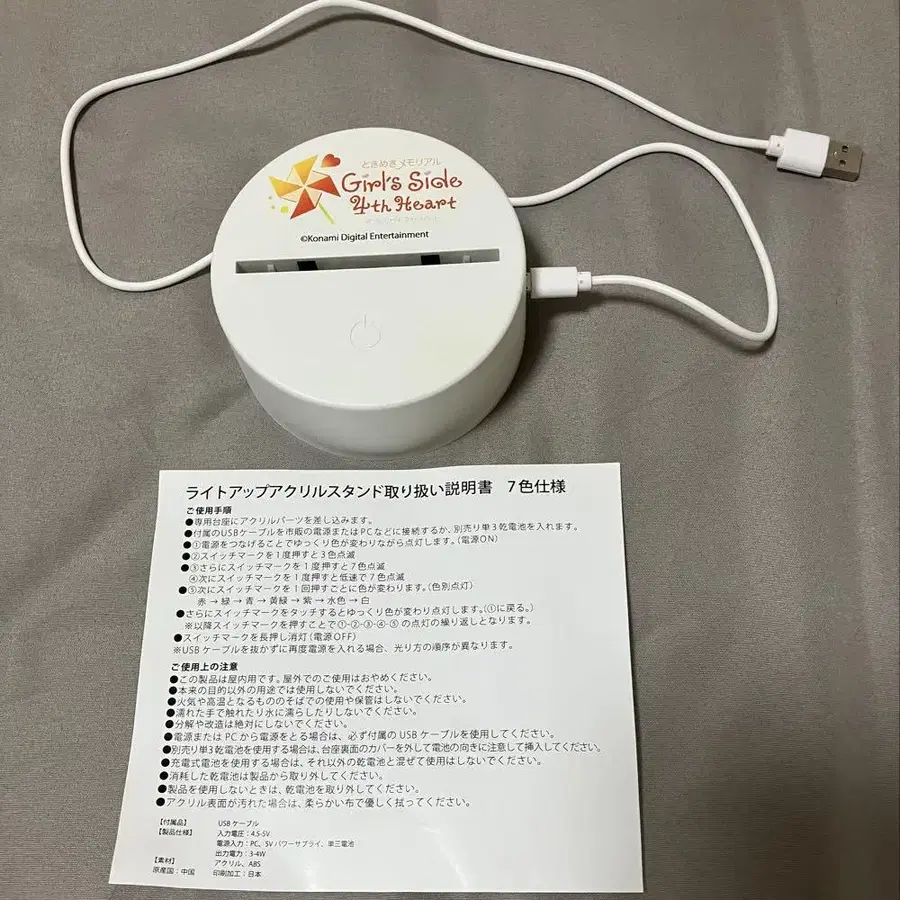 ときめきメモリアル
Girl's Side
4th Heart
©Konami Digital Entertainment
ライトアップアクリルスタンド取り扱い説明書 7色仕様
ご使用手順
●専用台座にアクリルパーツを差し込みます。
●付属のUSBケーブルを市販の電源またはPCなどに接続するか、別売り単3乾電池を入れます。
●①電源をつなげることでゆっくり色が変わりながら点灯します。(電源ON)
●②スイッチマークを1度押すと3色点滅
●③さらにスイッチマークを1度押すと7色点滅
④次にスイッチマークを1度押すと低速で7色点滅
●⑤次にスイッチマークを1回押すごとに色が変わります。(色別点灯)
赤→緑→青→黄緑→紫→水色→白
●さらにスイッチマークをタッチするとゆっくり色が変わり点灯します。(①に戻る。)
※以降スイッチマークを押すことで①-②-③-④-⑤の点灯の繰り返しとなります。
●スイッチマークを長押し消灯(電源OFF)
※USBケーブルを抜かずに再度電源を入れる場合、光り方の順序が異なります。
ご使用上の注意
●この製品は屋内用です。屋外でのご使用はおやめください。
●本来の目的以外の用途では使用しないでください。
●火気や高温となるもののそばでの使用や保管はしないでください。
●濡れた手で触れたり水に濡らしたりしないでください。
●分解や改造は絶対にしないでください。
●電源またはPCから電源をとる場合は、必ず付属のUSBケーブルを使用してください。
●別売り単3乾電池を使用する場合は、台座裏面のカバーを外して電池の向きに注意して挿入してください。
●充電式電池を使用する場合は、それ以外の乾電池と混ぜて使用はしないでください。
●消耗した乾電池は製品から取り外してください。
●製品を使用しないときは、乾電池を取り外してください。
●アクリル表面が汚れた場合は、柔らかい布で優しく拭ってください。
【付属品】 USBケーブル
【製品仕様】 入力電圧：4.5-5V
電源入力：PC、5Vパワーサプライ、単三電池
出力電力：3-4W
【素材】 アクリル、ABS
原産国：中国 印刷加工：日本